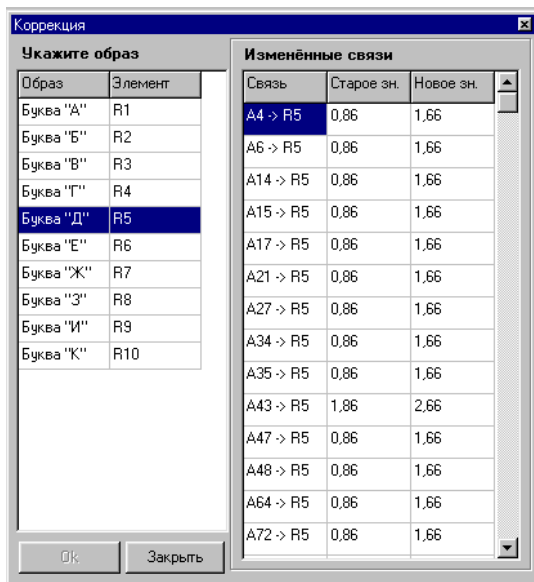 Коррекция
Укажите образ
Образ Элемент
Буква "А" R1
Буква "Б" R2
Буква "В" R3
Буква "Г" R4
Буква "Д" R5
Буква "Е" R6
Буква "Ж" R7
Буква "З" R8
Буква "И" R9
Буква "К" R10
Ok Закрыть
Изменённые связи
Связь Старое зн. Новое зн.
A4 -> R5 0,86 1,66
A6 -> R5 0,86 1,66
A14 -> R5 0,86 1,66
A15 -> R5 0,86 1,66
A17 -> R5 0,86 1,66
A21 -> R5 0,86 1,66
A27 -> R5 0,86 1,66
A34 -> R5 0,86 1,66
A35 -> R5 0,86 1,66
A43 -> R5 1,86 2,66
A47 -> R5 0,86 1,66
A48 -> R5 0,86 1,66
A64 -> R5 0,86 1,66
A72 -> R5 0,86 1,66